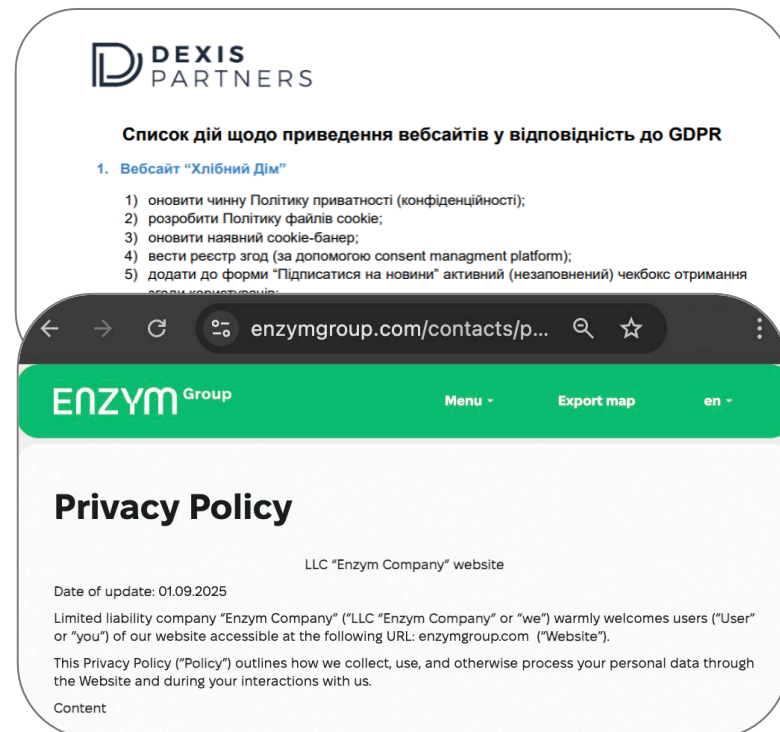 DEXIS
PARTNERS
Список дій щодо приведення вебсайтів у відповідність до GDPR
1. Вебсайт “Хлібний Дім”
1) оновити чинну Політику приватності (конфіденційності);
2) розробити Політику файлів cookie;
3) оновити наявний cookie-банер;
4) вести реєстр згод (за допомогою consent managment platform);
5) додати до форми “Підписатися на новини” активний (незаповнений) чекбокс отримання
згоди користувачів;
enzymgroup.com/contacts/p...
ENZYM Group
Menu
Export map
en
Privacy Policy
LLC “Enzym Company” website
Date of update: 01.09.2025
Limited liability company “Enzym Company” (“LLC “Enzym Company” or “we”) warmly welcomes users (“User”
or “you”) of our website accessible at the following URL: enzymgroup.com (“Website”).
This Privacy Policy (“Policy”) outlines how we collect, use, and otherwise process your personal data through
the Website and during your interactions with us.
Content